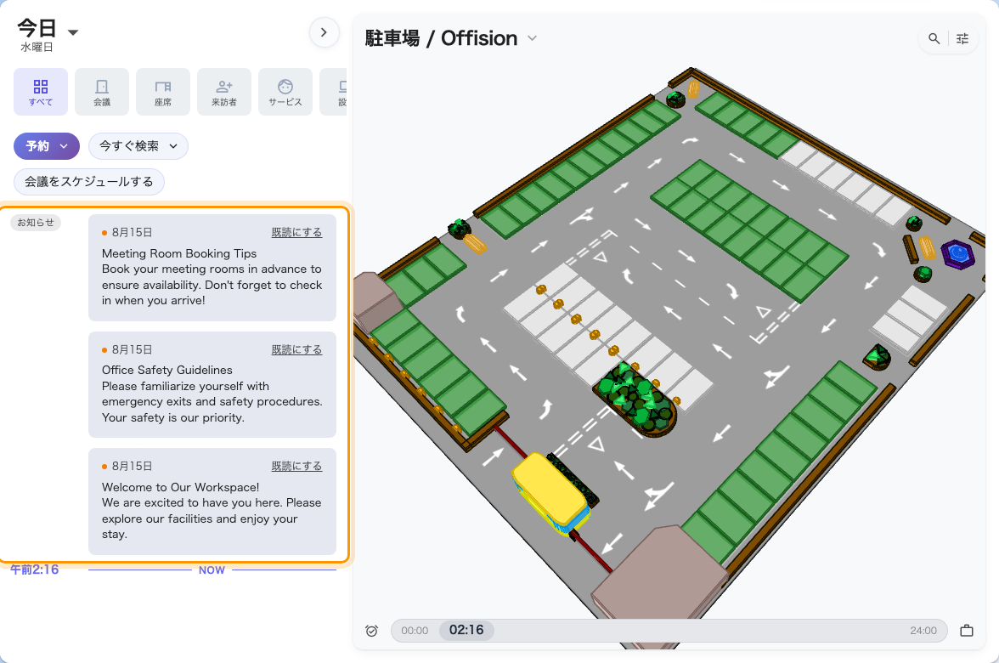 今日
水曜日
すべて
会議
座席
来訪者
サービス
設
予約
今すぐ検索
会議をスケジュールする
お知らせ
8月15日
既読にする
Meeting Room Booking Tips
Book your meeting rooms in advance to
ensure availability. Don't forget to check
in when you arrive!
8月15日
既読にする
Office Safety Guidelines
Please familiarize yourself with
emergency exits and safety procedures.
Your safety is our priority.
8月15日
既読にする
Welcome to Our Workspace!
We are excited to have you here. Please
explore our facilities and enjoy your
stay.
午前2:16
NOW
駐車場 / Offision
00:00
02:16
24:00